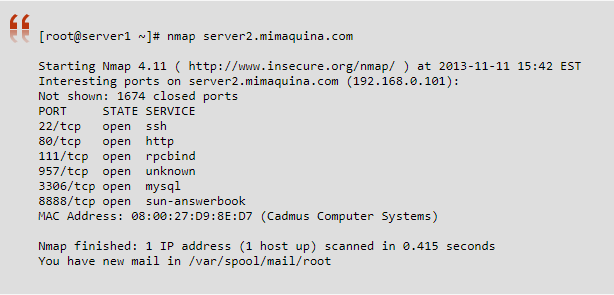 [root@server1 ~]# nmap server2.mimaquina.com
Starting Nmap 4.11 ( http://www.insecure.org/nmap/ ) at 2013-11-11 15:42 EST
Interesting ports on server2.mimaquina.com (192.168.0.101):
Not shown: 1674 closed ports
PORT     STATE SERVICE
22/tcp   open  ssh
80/tcp   open  http
111/tcp  open  rpcbind
957/tcp  open  unknown
3306/tcp open  mysql
8888/tcp open  sun-answerbook
MAC Address: 08:00:27:D9:8E:D7 (Cadmus Computer Systems)
Nmap finished: 1 IP address (1 host up) scanned in 0.415 seconds
You have new mail in /var/spool/mail/root